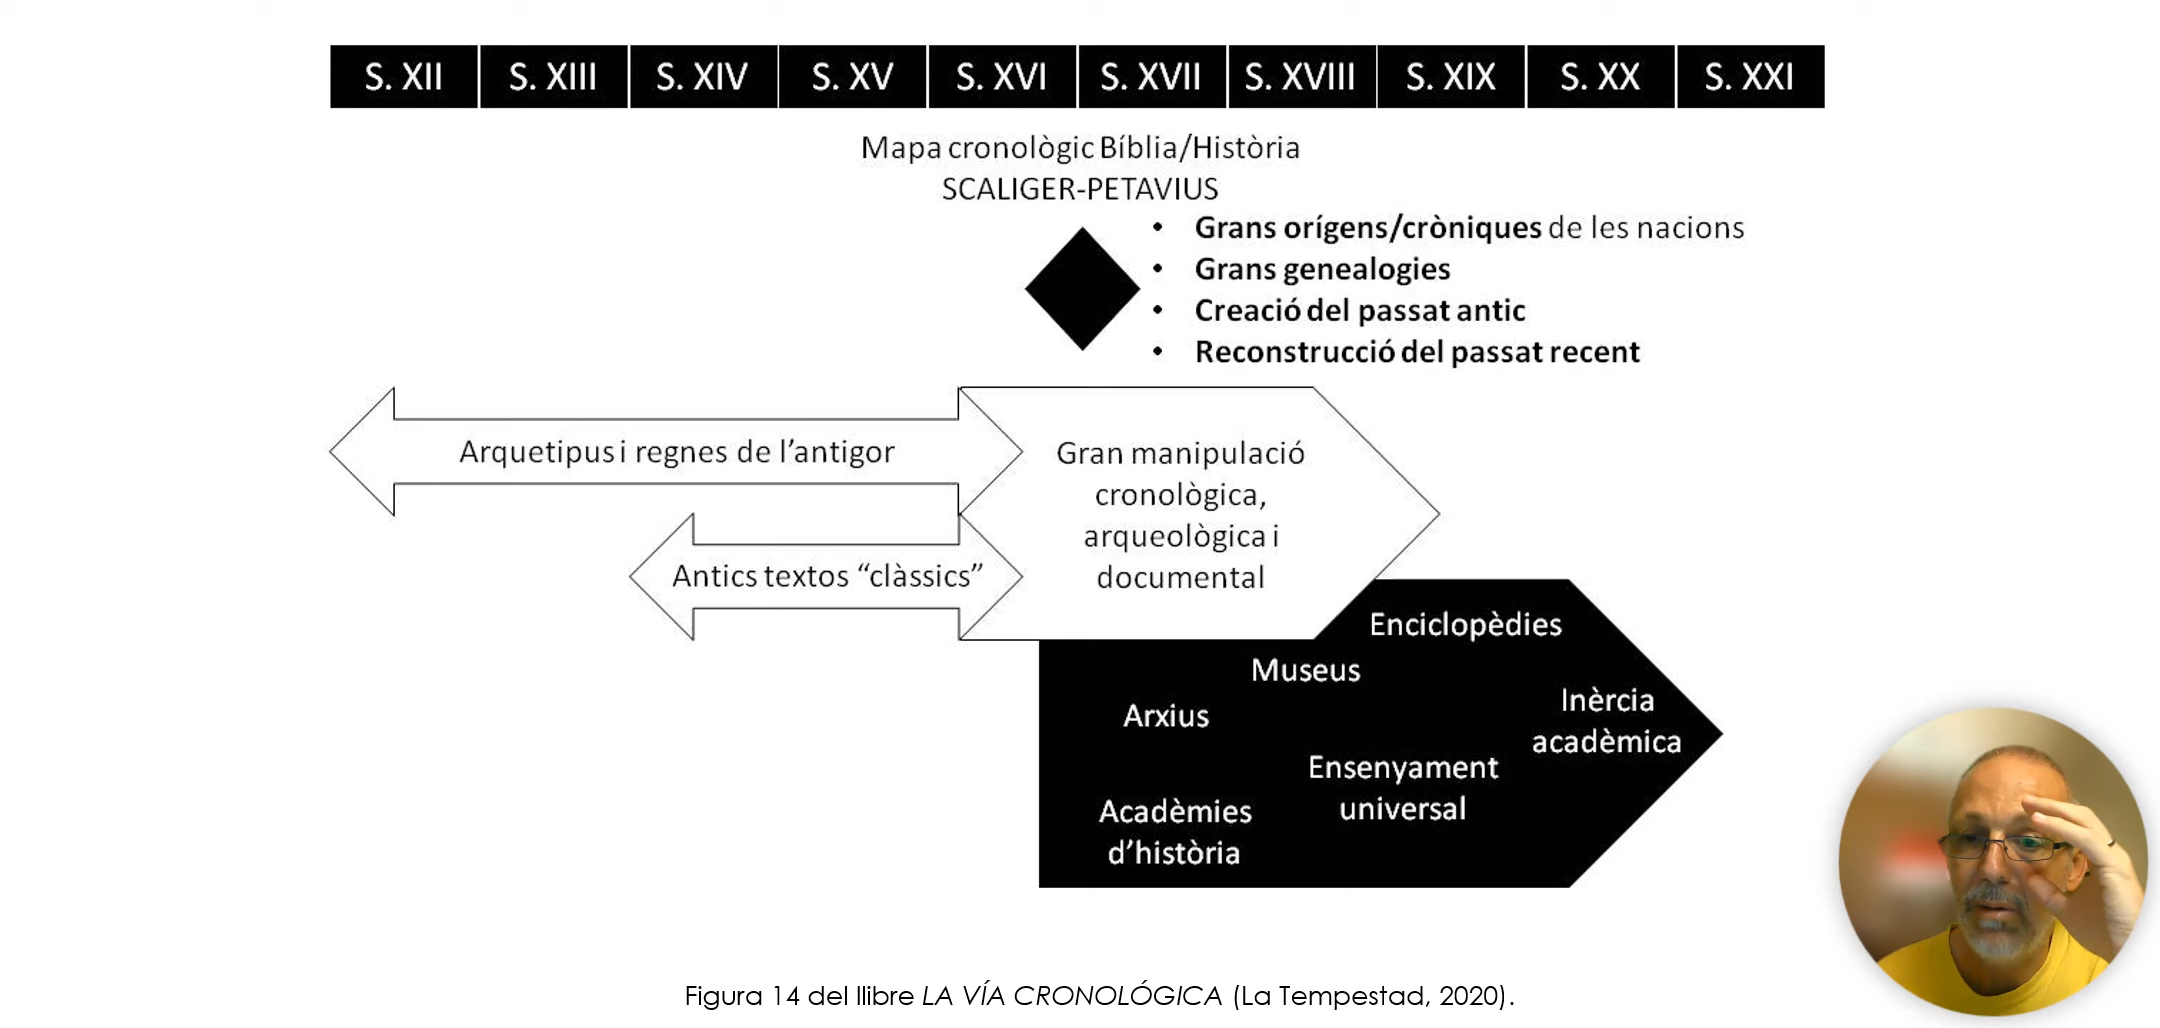 S. XII S. XIII S. XIV S. XV S. XVI S. XVII S. XVIII S. XIX S. XX S. XXI
Mapa cronològic Bíblia/Història
SCALIGER-PETAVIUS
• Grans orígens/cròniques de les nacions
• Grans genealogies
• Creació del passat antic
• Reconstrucció del passat recent
Arquetipus i regnes de l’antigor
Antics textos “clàssics”
Gran manipulació
cronològica,
arqueològica i
documental
Enciclopèdies
Museus
Arxius
Inèrcia
acadèmica
Ensenyament
universal
Acadèmies
d’història
Figura 14 del llibre LA VÍA CRONOLÓGICA (La Tempestad, 2020).